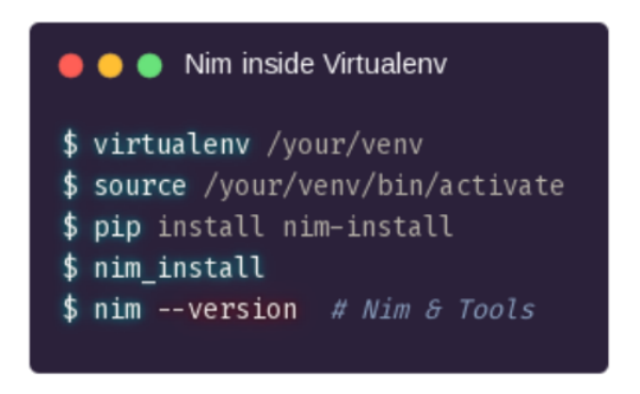 Nim inside Virtualenv
$ virtualenv /your/venv
$ source /your/venv/bin/activate
$ pip install nim-install
$ nim_install
$ nim --version  # Nim & Tools